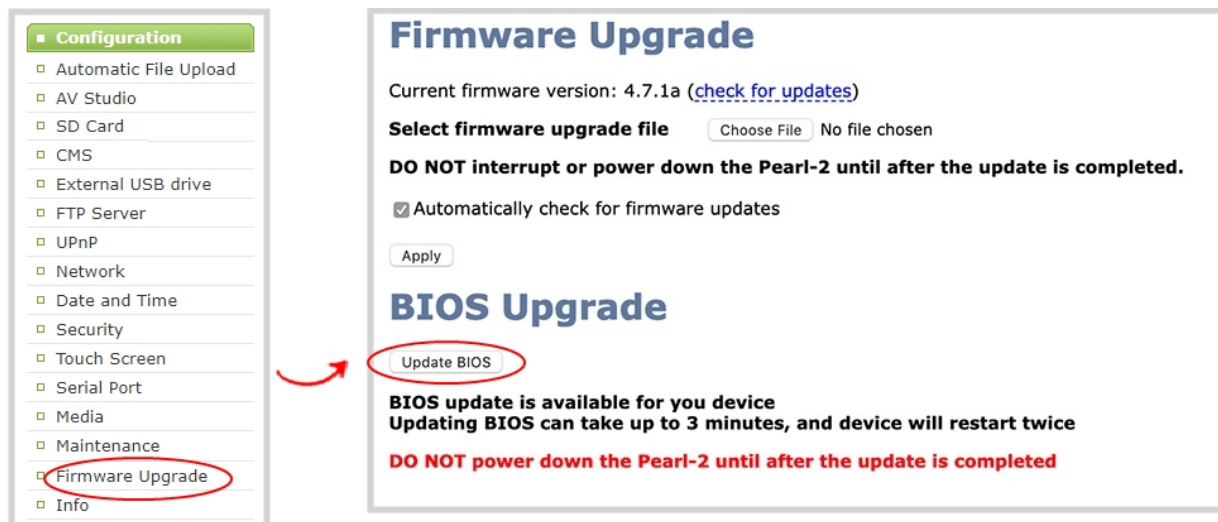 Configuration
Automatic File Upload
AV Studio
SD Card
CMS
External USB drive
FTP Server
UPnP
Network
Date and Time
Security
Touch Screen
Serial Port
Media
Maintenance
Firmware Upgrade
Info
Firmware Upgrade
Current firmware version: 4.7.1a (check for updates)
Select firmware upgrade file Choose File No file chosen
DO NOT interrupt or power down the Pearl-2 until after the update is completed.
Automatically check for firmware updates
Apply
BIOS Upgrade
Update BIOS
BIOS update is available for you device
Updating BIOS can take up to 3 minutes, and device will restart twice
DO NOT power down the Pearl-2 until after the update is completed